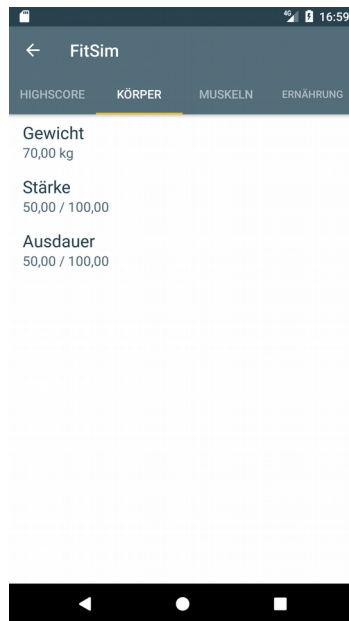 4G 16:59
FitSim
HIGHSCORE KÖRPER MUSKELN ERNÄHRUNG
Gewicht
70,00 kg
Stärke
50,00 / 100,00
Ausdauer
50,00 / 100,00